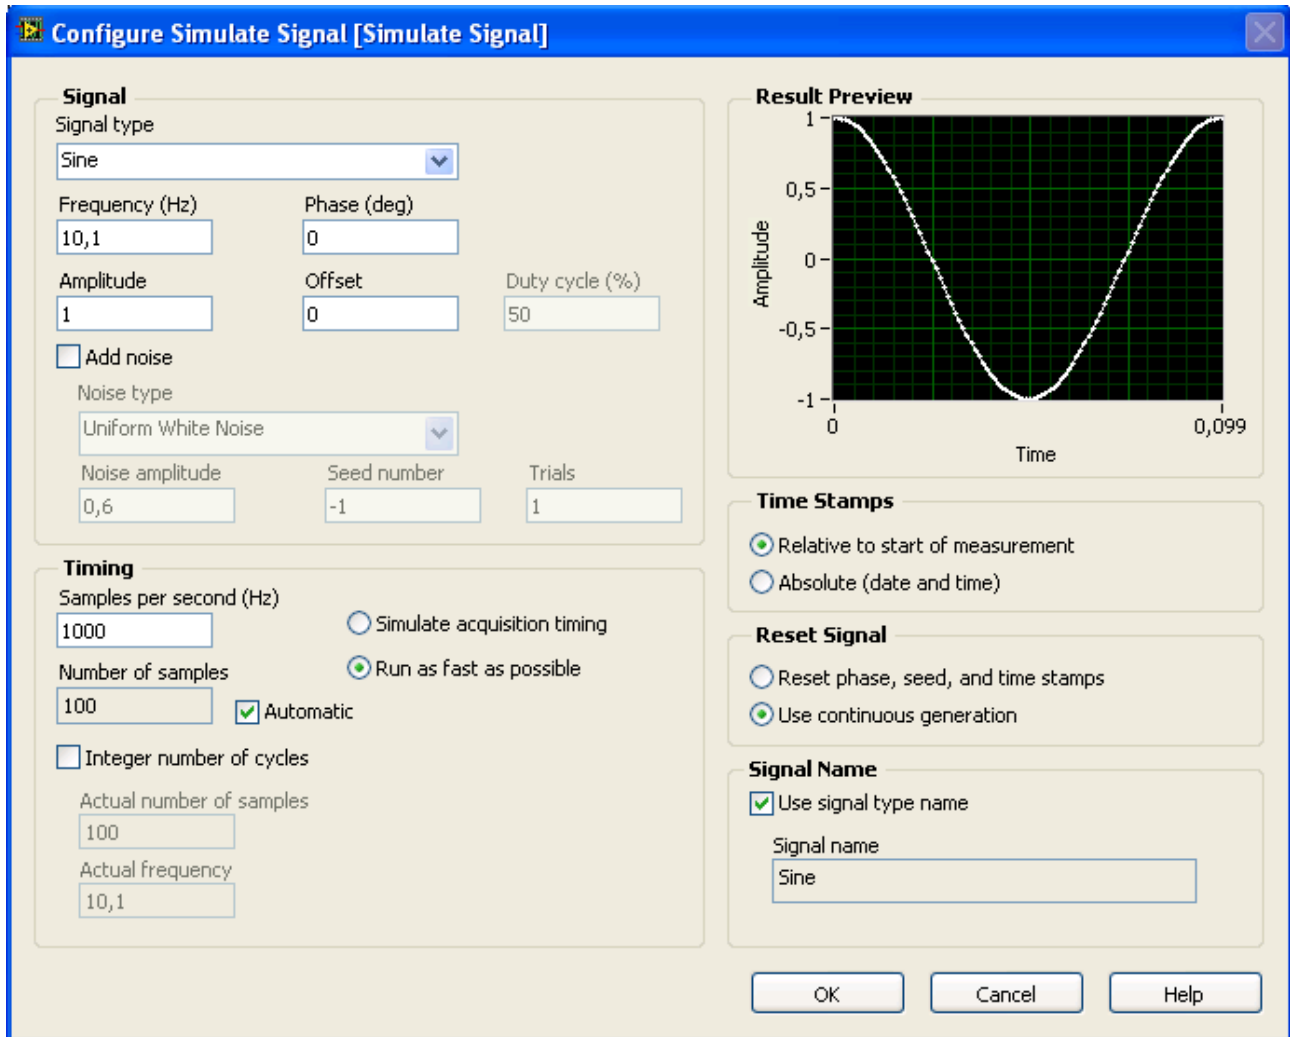 Configure Simulate Signal [Simulate Signal]
Signal
Signal type
Sine
Frequency (Hz) Phase (deg)
10,1 0
Amplitude Offset Duty cycle (%)
1 0 50
Add noise
Noise type
Uniform White Noise
Noise amplitude Seed number Trials
0,6 -1 1
Timing
Samples per second (Hz)
1000
Simulate acquisition timing
Run as fast as possible
Number of samples
100
Automatic
Integer number of cycles
Actual number of samples
100
Actual frequency
10,1
Result Preview
1
0,5
0
-0,5
-1
Amplitude
0 0,099
Time
Time Stamps
Relative to start of measurement
Absolute (date and time)
Reset Signal
Reset phase, seed, and time stamps
Use continuous generation
Signal Name
Use signal type name
Signal name
Sine
OK Cancel Help